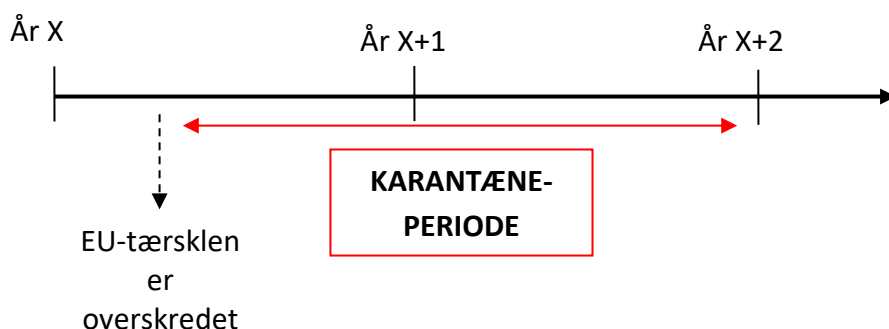 År X
År X+1
År X+2
KARANTÆNE-
PERIODE
EU-tærsklen
er
overskredet